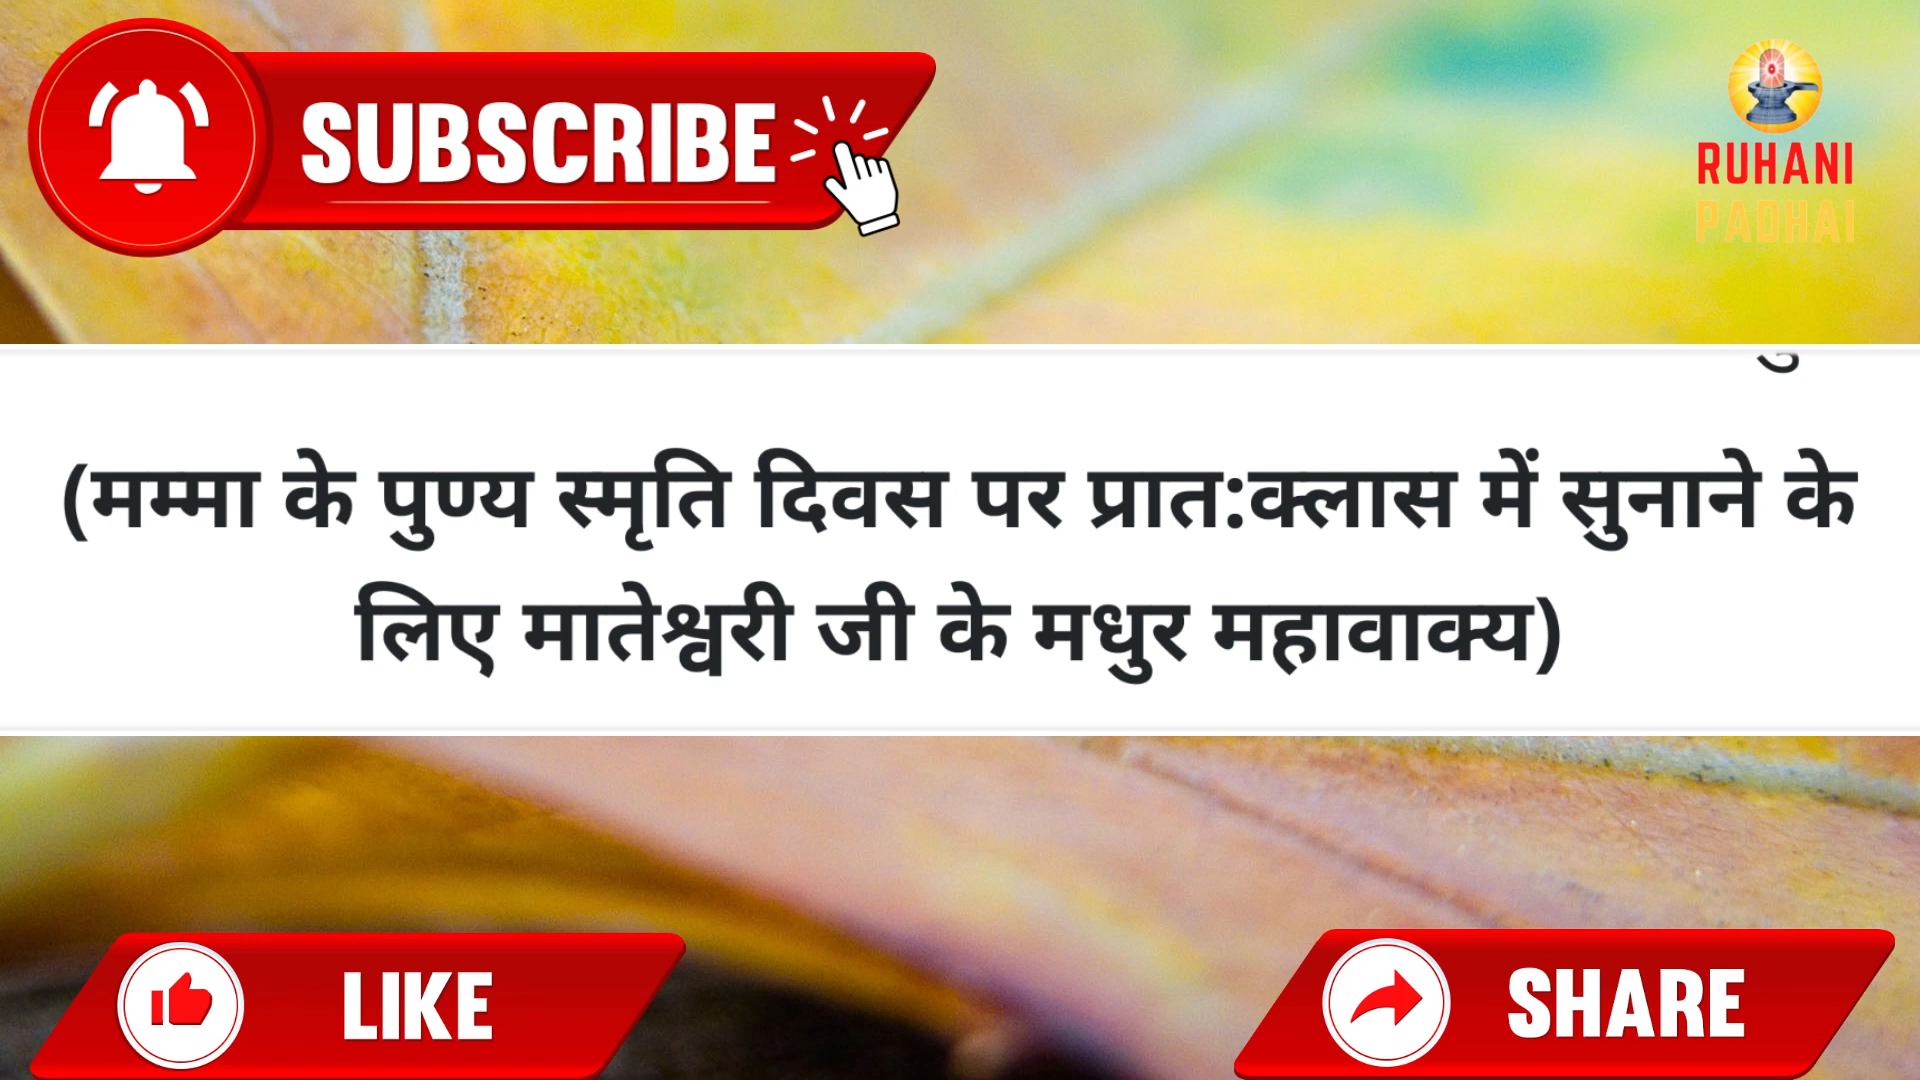 SUBSCRIBE
RUHANI
PADHAI
(मम्मा के पुण्य स्मृति दिवस पर प्रात:क्लास में सुनाने के
लिए मातेश्वरी जी के मधुर महावाक्य)
LIKE
SHARE